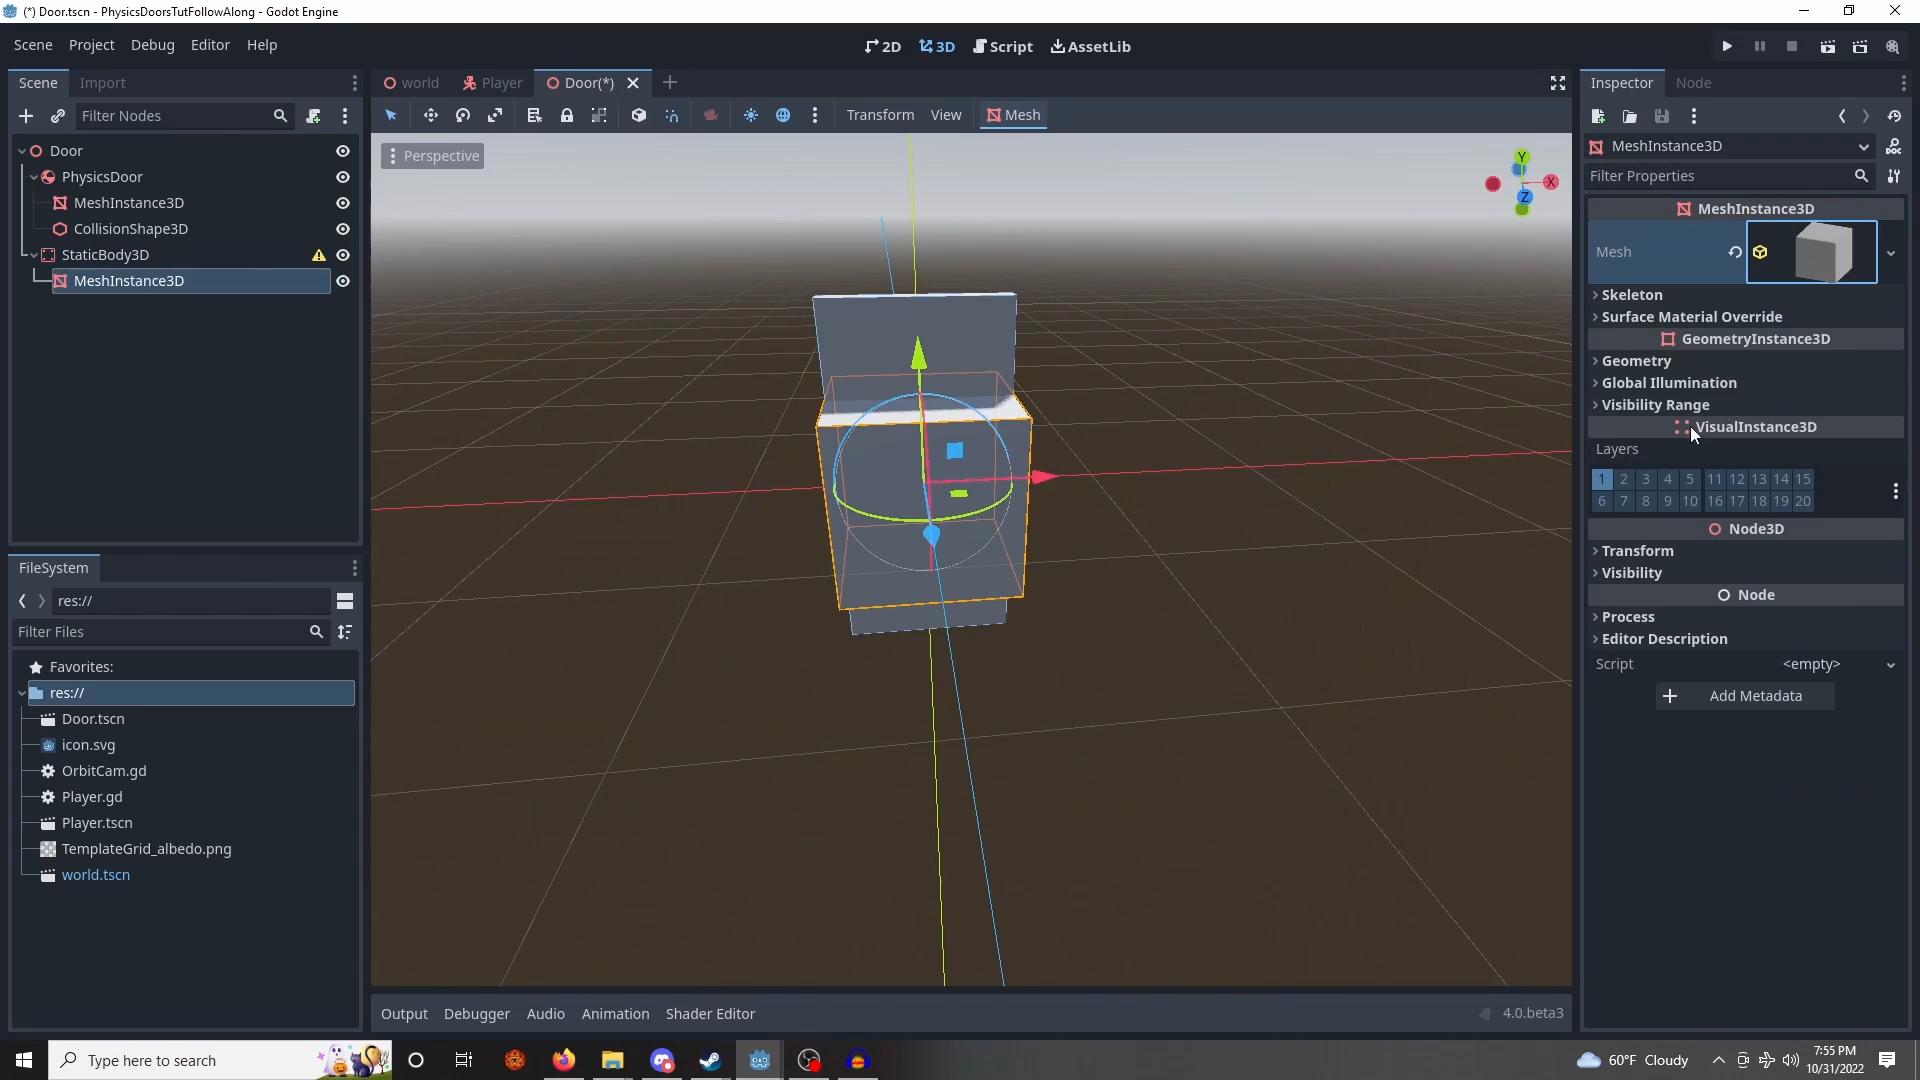 (*) Door.tscn - PhysicsDoorsTutFollowAlong - Godot Engine
Scene Project Debug Editor Help
2D 3D Script AssetLib
Scene Import
Filter Nodes
Door
PhysicsDoor
MeshInstance3D
CollisionShape3D
StaticBody3D
MeshInstance3D
FileSystem
res://
Filter Files
Favorites:
res://
Door.tscn
icon.svg
OrbitCam.gd
Player.gd
Player.tscn
TemplateGrid_albedo.png
world.tscn
world Player Door(*)
Transform View Mesh
Perspective
Y
X
Z
Output Debugger Audio Animation Shader Editor 4.0.beta3
Inspector Node
MeshInstance3D
Filter Properties
MeshInstance3D
Mesh
Skeleton
Surface Material Override
GeometryInstance3D
Geometry
Global Illumination
Visibility Range
VisualInstance3D
Layers
1 2 3 4 5 11 12 13 14 15
6 7 8 9 10 16 17 18 19 20
Node3D
Transform
Visibility
Node
Process
Editor Description
Script <empty>
Add Metadata
Type here to search
60°F Cloudy
7:55 PM
10/31/2022